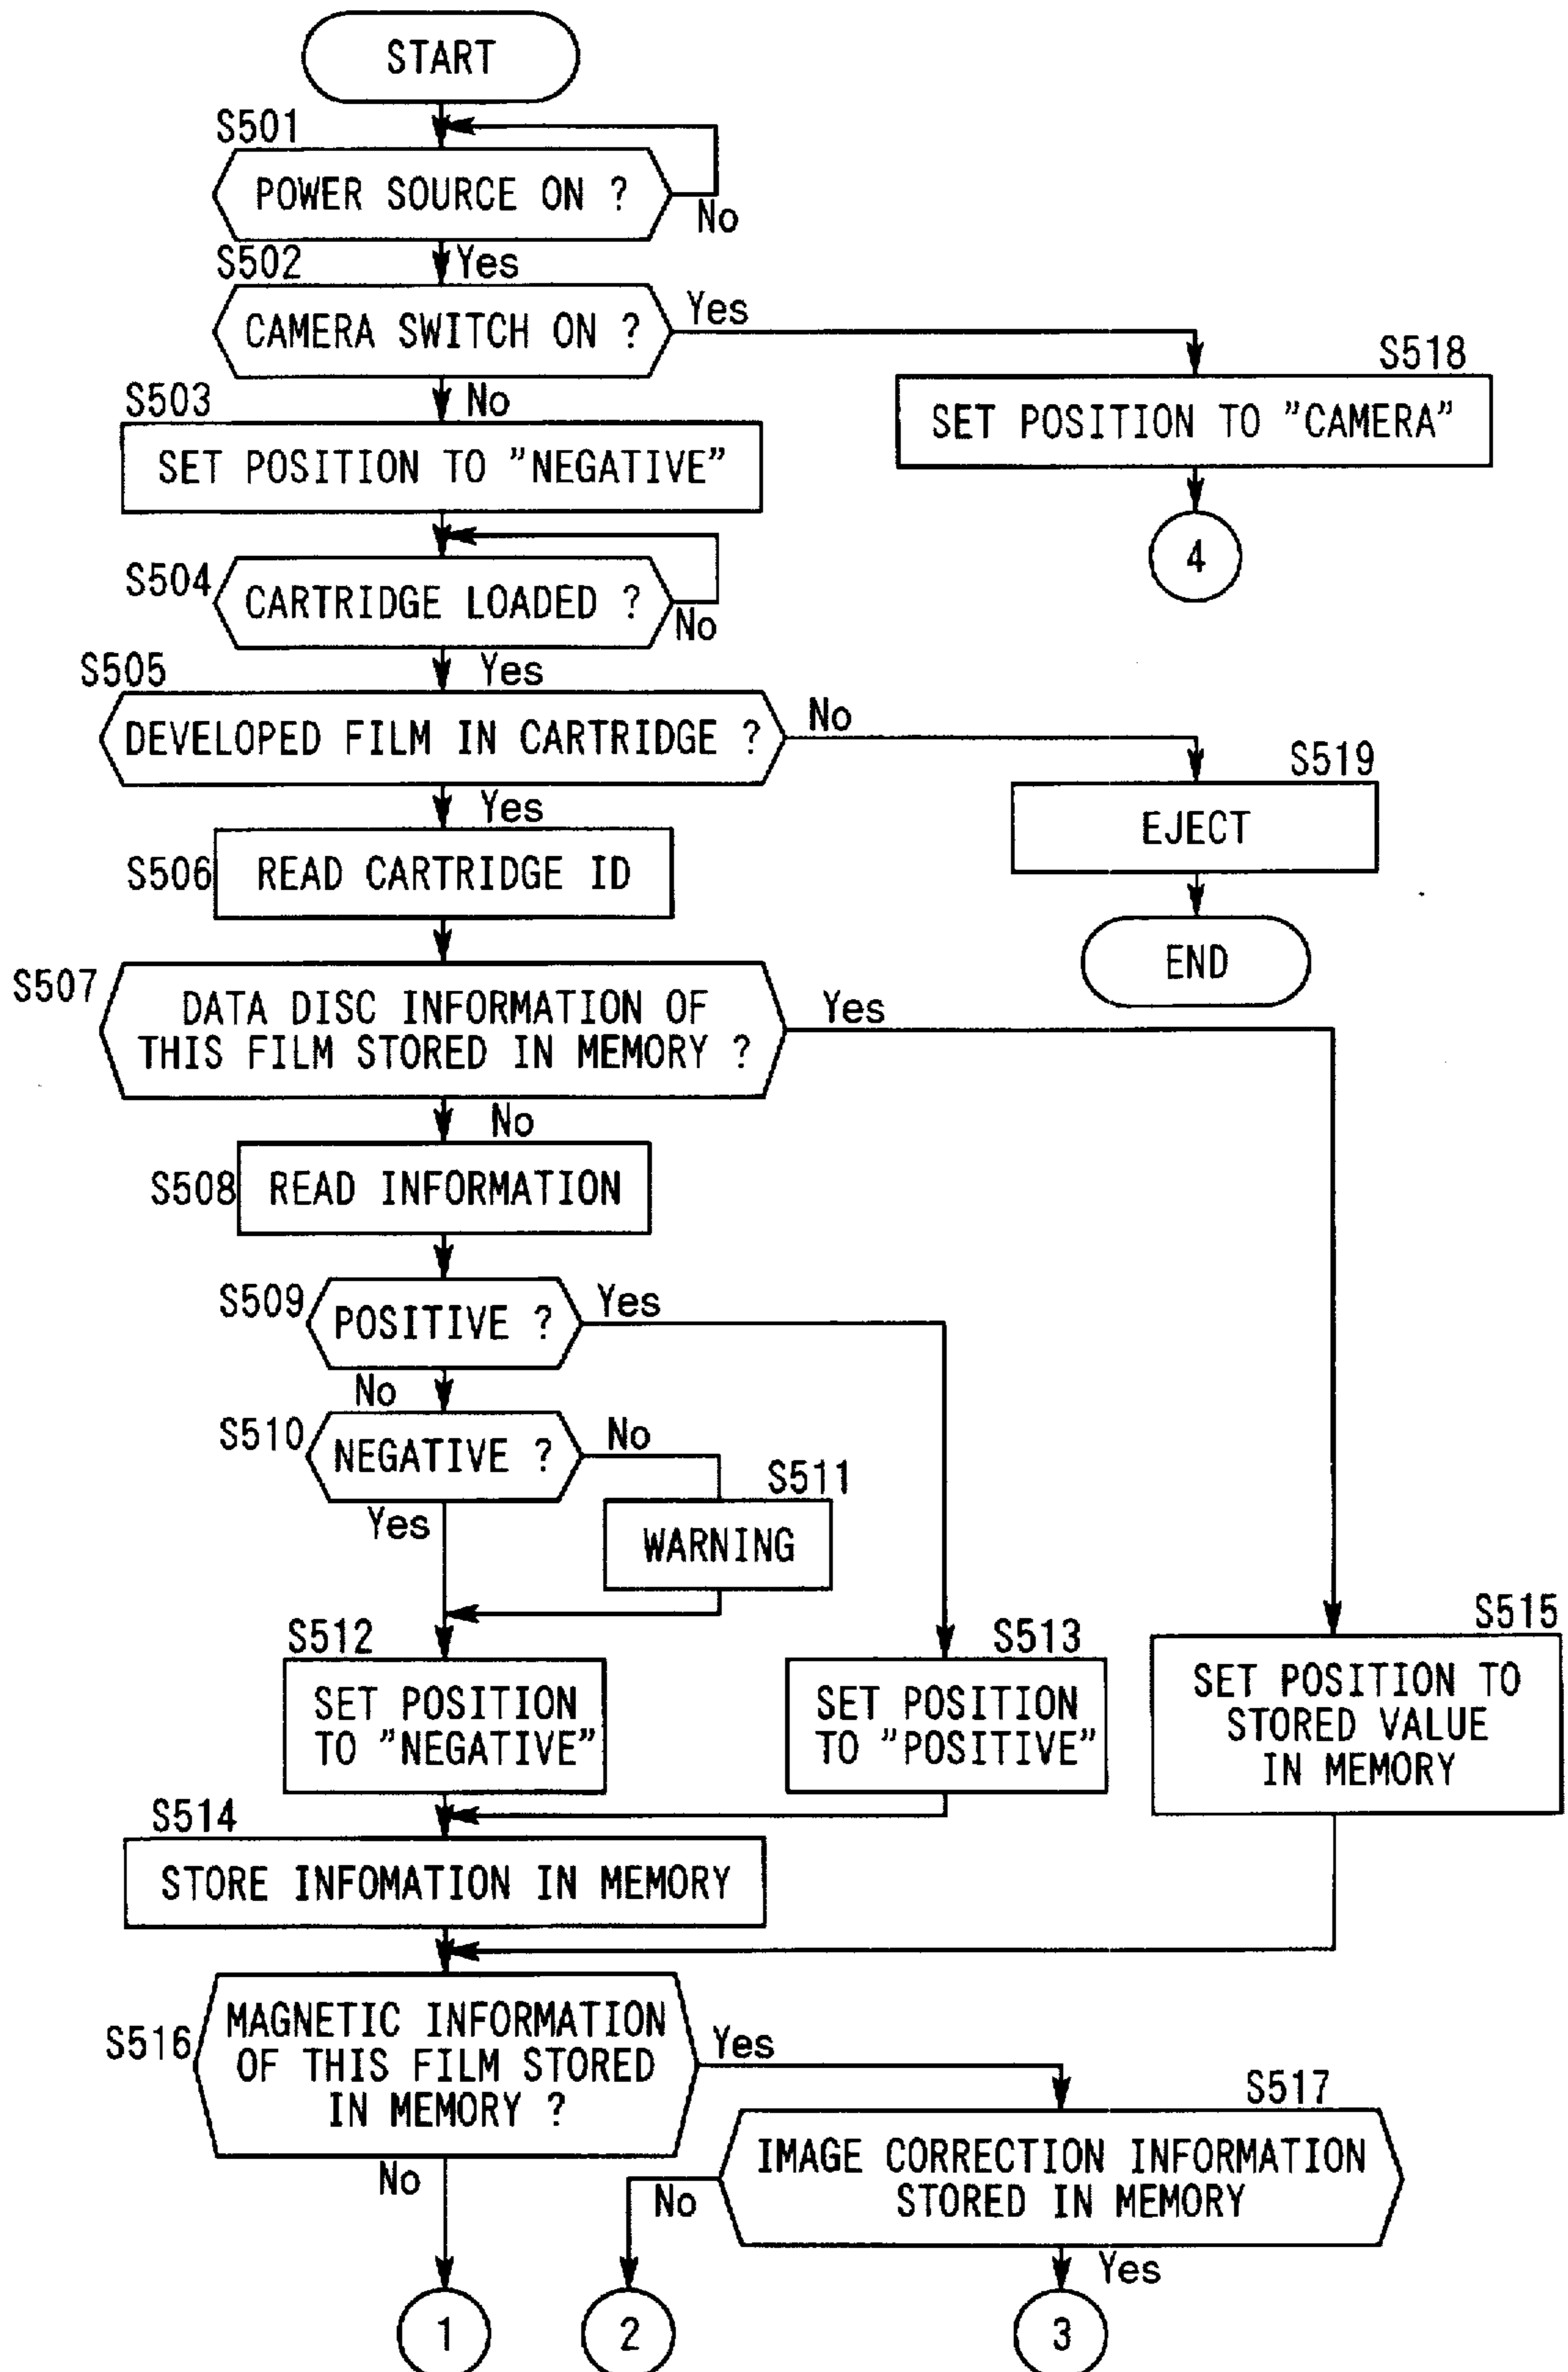 START
S501
POWER SOURCE ON ?
No
S502
Yes
CAMERA SWITCH ON ?
Yes
S518
SET POSITION TO "CAMERA"
4
S503
No
SET POSITION TO "NEGATIVE"
S504
CARTRIDGE LOADED ?
No
S505
Yes
DEVELOPED FILM IN CARTRIDGE ?
No
S519
EJECT
END
Yes
S506
READ CARTRIDGE ID
S507
DATA DISC INFORMATION OF
THIS FILM STORED IN MEMORY ?
Yes
No
S508
READ INFORMATION
S509
POSITIVE ?
Yes
No
S510
NEGATIVE ?
No
S511
WARNING
Yes
S512
SET POSITION
TO "NEGATIVE"
S513
SET POSITION
TO "POSITIVE"
S515
SET POSITION TO
STORED VALUE
IN MEMORY
S514
STORE INFOMATION IN MEMORY
S516
MAGNETIC INFORMATION
OF THIS FILM STORED
IN MEMORY ?
Yes
S517
IMAGE CORRECTION INFORMATION
STORED IN MEMORY
No
No
Yes
1
2
3